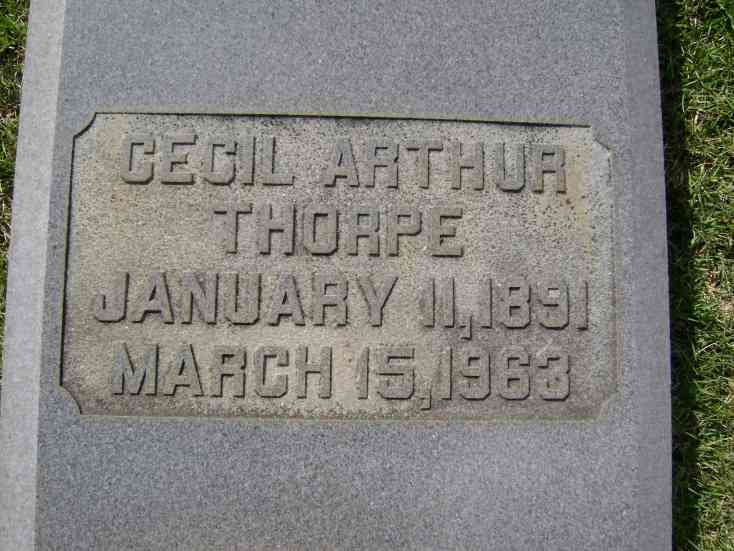 CECIL ARTHUR
THORPE
JANUARY 11, 1891
MARCH 15, 1963